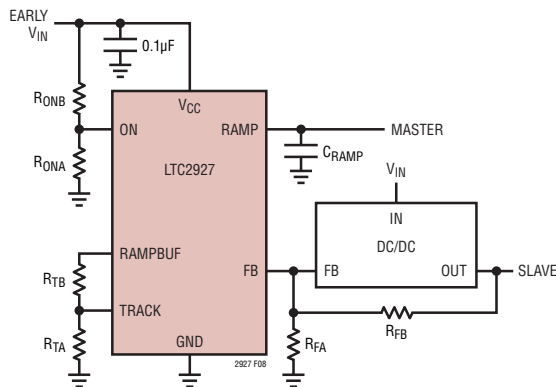 EARLY
VIN
0.1µF
RONB
VCC
ON
RAMP
MASTER
RONA
LTC2927
CRAMP
VIN
IN
DC/DC
RAMPBUF
FB
FB
OUT
SLAVE
RTB
TRACK
RFB
RTA
GND
RFA
2927 F08